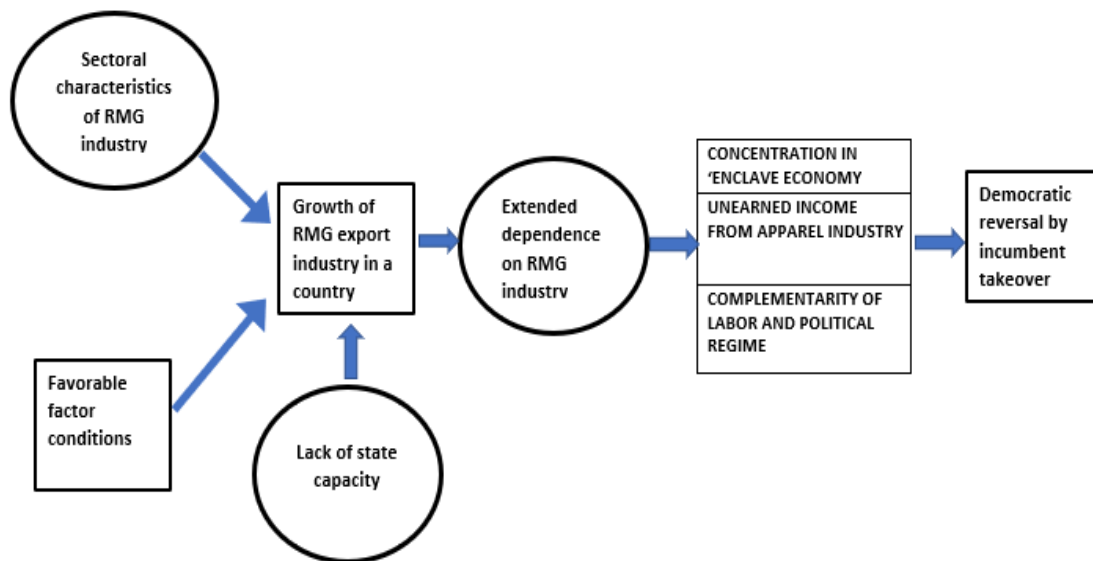 Sectoral
characteristics
of RMG
industry
Favorable
factor
conditions
Growth of
RMG export
industry in a
country
Lack of state
capacity
Extended
dependence
on RMG
industry
CONCENTRATION IN
‘ENCLAVE ECONOMY
UNEARNED INCOME
FROM APPAREL INDUSTRY
COMPLEMENTARITY OF
LABOR AND POLITICAL
REGIME
Democratic
reversal by
incumbent
takeover